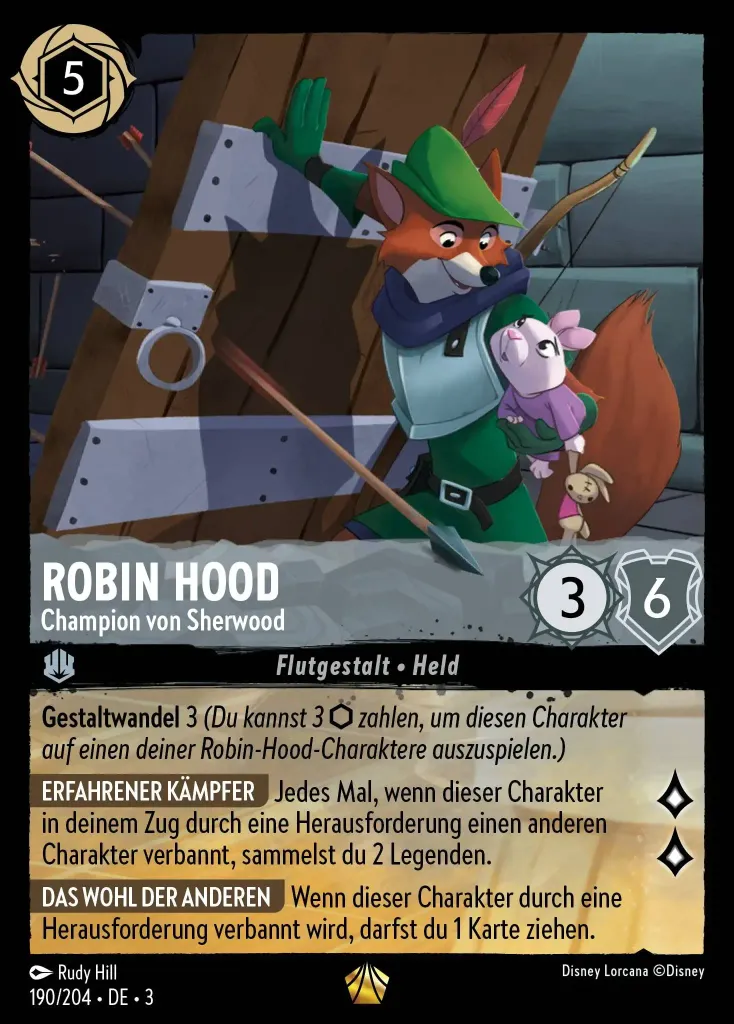 5
ROBIN HOOD
Champion von Sherwood
3
6
Flutgestalt • Held
Gestaltwandel 3 (Du kannst 3 ⬡ zahlen, um diesen Charakter
auf einen deiner Robin-Hood-Charaktere auszuspielen.)
ERFAHRENER KÄMPFER Jedes Mal, wenn dieser Charakter
in deinem Zug durch eine Herausforderung einen anderen
Charakter verbannt, sammelst du 2 Legenden.
DAS WOHL DER ANDEREN Wenn dieser Charakter durch eine
Herausforderung verbannt wird, darfst du 1 Karte ziehen.
Rudy Hill
Disney Lorcana ©Disney
190/204 • DE • 3